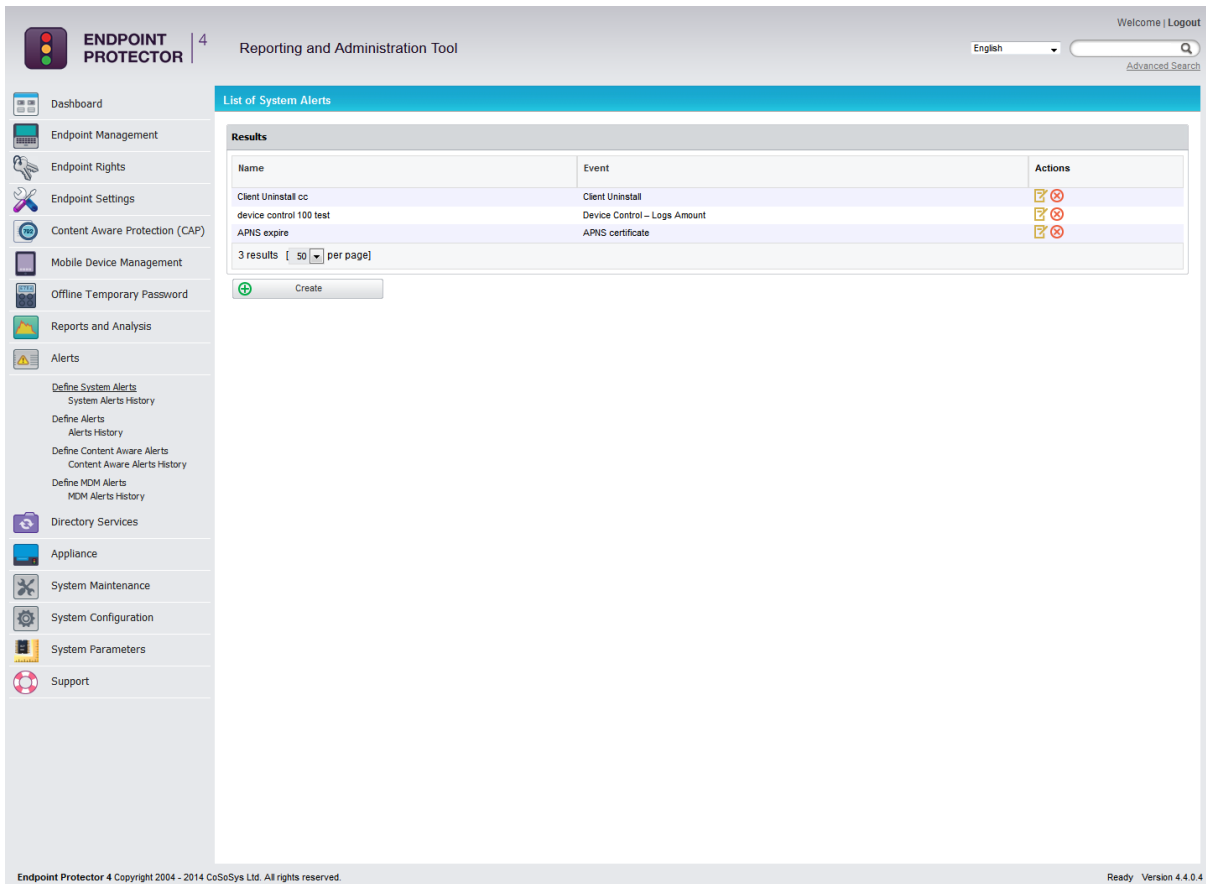 Welcome | Logout
ENDPOINT PROTECTOR | 4
Reporting and Administration Tool
English
Advanced Search
Dashboard
Endpoint Management
Endpoint Rights
Endpoint Settings
Content Aware Protection (CAP)
Mobile Device Management
Offline Temporary Password
Reports and Analysis
Alerts
Define System Alerts
System Alerts History
Define Alerts
Alerts History
Define Content Aware Alerts
Content Aware Alerts History
Define MDM Alerts
MDM Alerts History
Directory Services
Appliance
System Maintenance
System Configuration
System Parameters
Support
List of System Alerts
Results
Name Event Actions
Client Uninstall cc Client Uninstall
device control 100 test Device Control – Logs Amount
APNS expire APNS certificate
3 results [ 50 per page]
Create
Endpoint Protector 4 Copyright 2004 - 2014 CoSoSys Ltd. All rights reserved.
Ready Version 4.4.0.4